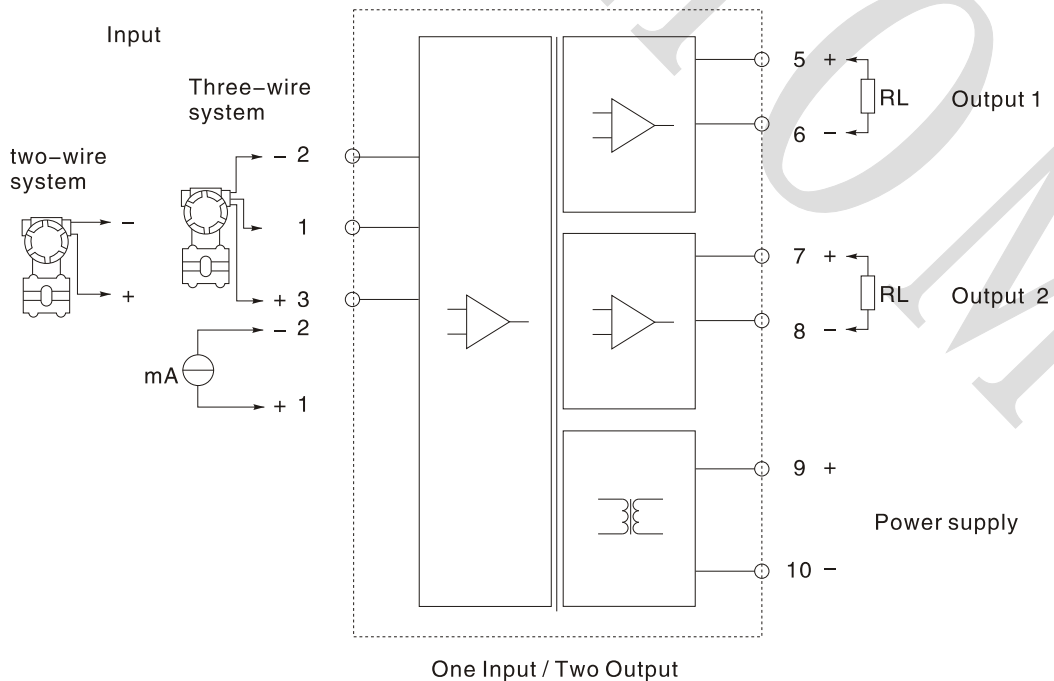 Input
Three-wire
system
two-wire
system
−
+
− 2
1
+ 3
− 2
mA
+ 1
5 +
RL
Output 1
6 −
7 +
RL
Output 2
8 −
9 +
Power supply
10 −
One Input / Two Output